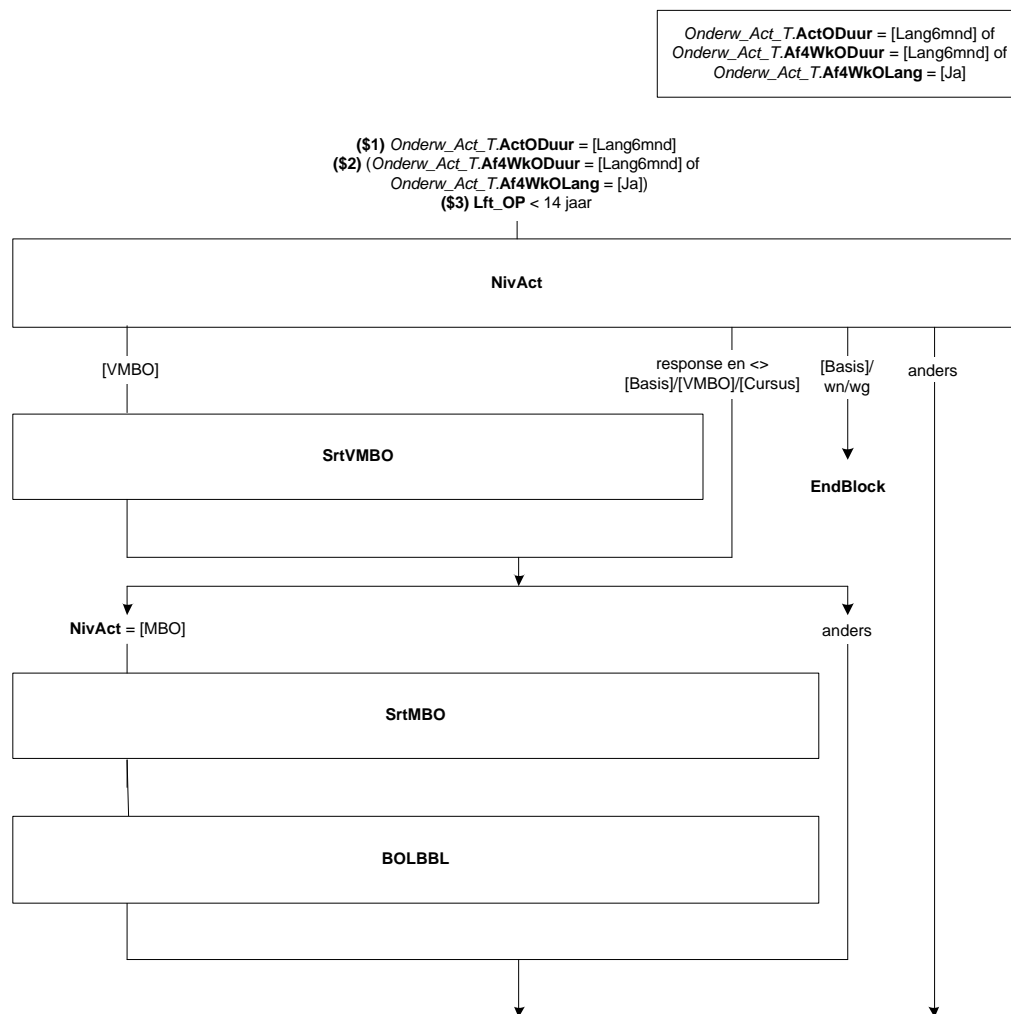 Onderw_Act_T.ActODuur = [Lang6mnd] of
Onderw_Act_T.Af4WkODuur = [Lang6mnd] of
Onderw_Act_T.Af4WkOLang = [Ja]
($1) Onderw_Act_T.ActODuur = [Lang6mnd]
($2) (Onderw_Act_T.Af4WkODuur = [Lang6mnd] of
Onderw_Act_T.Af4WkOLang = [Ja])
($3) Lft_OP < 14 jaar
NivAct
[VMBO]
response en <>
[Basis]/[VMBO]/[Cursus]
[Basis]/
wn/wg
anders
SrtVMBO
EndBlock
NivAct = [MBO]
anders
SrtMBO
BOLBBL